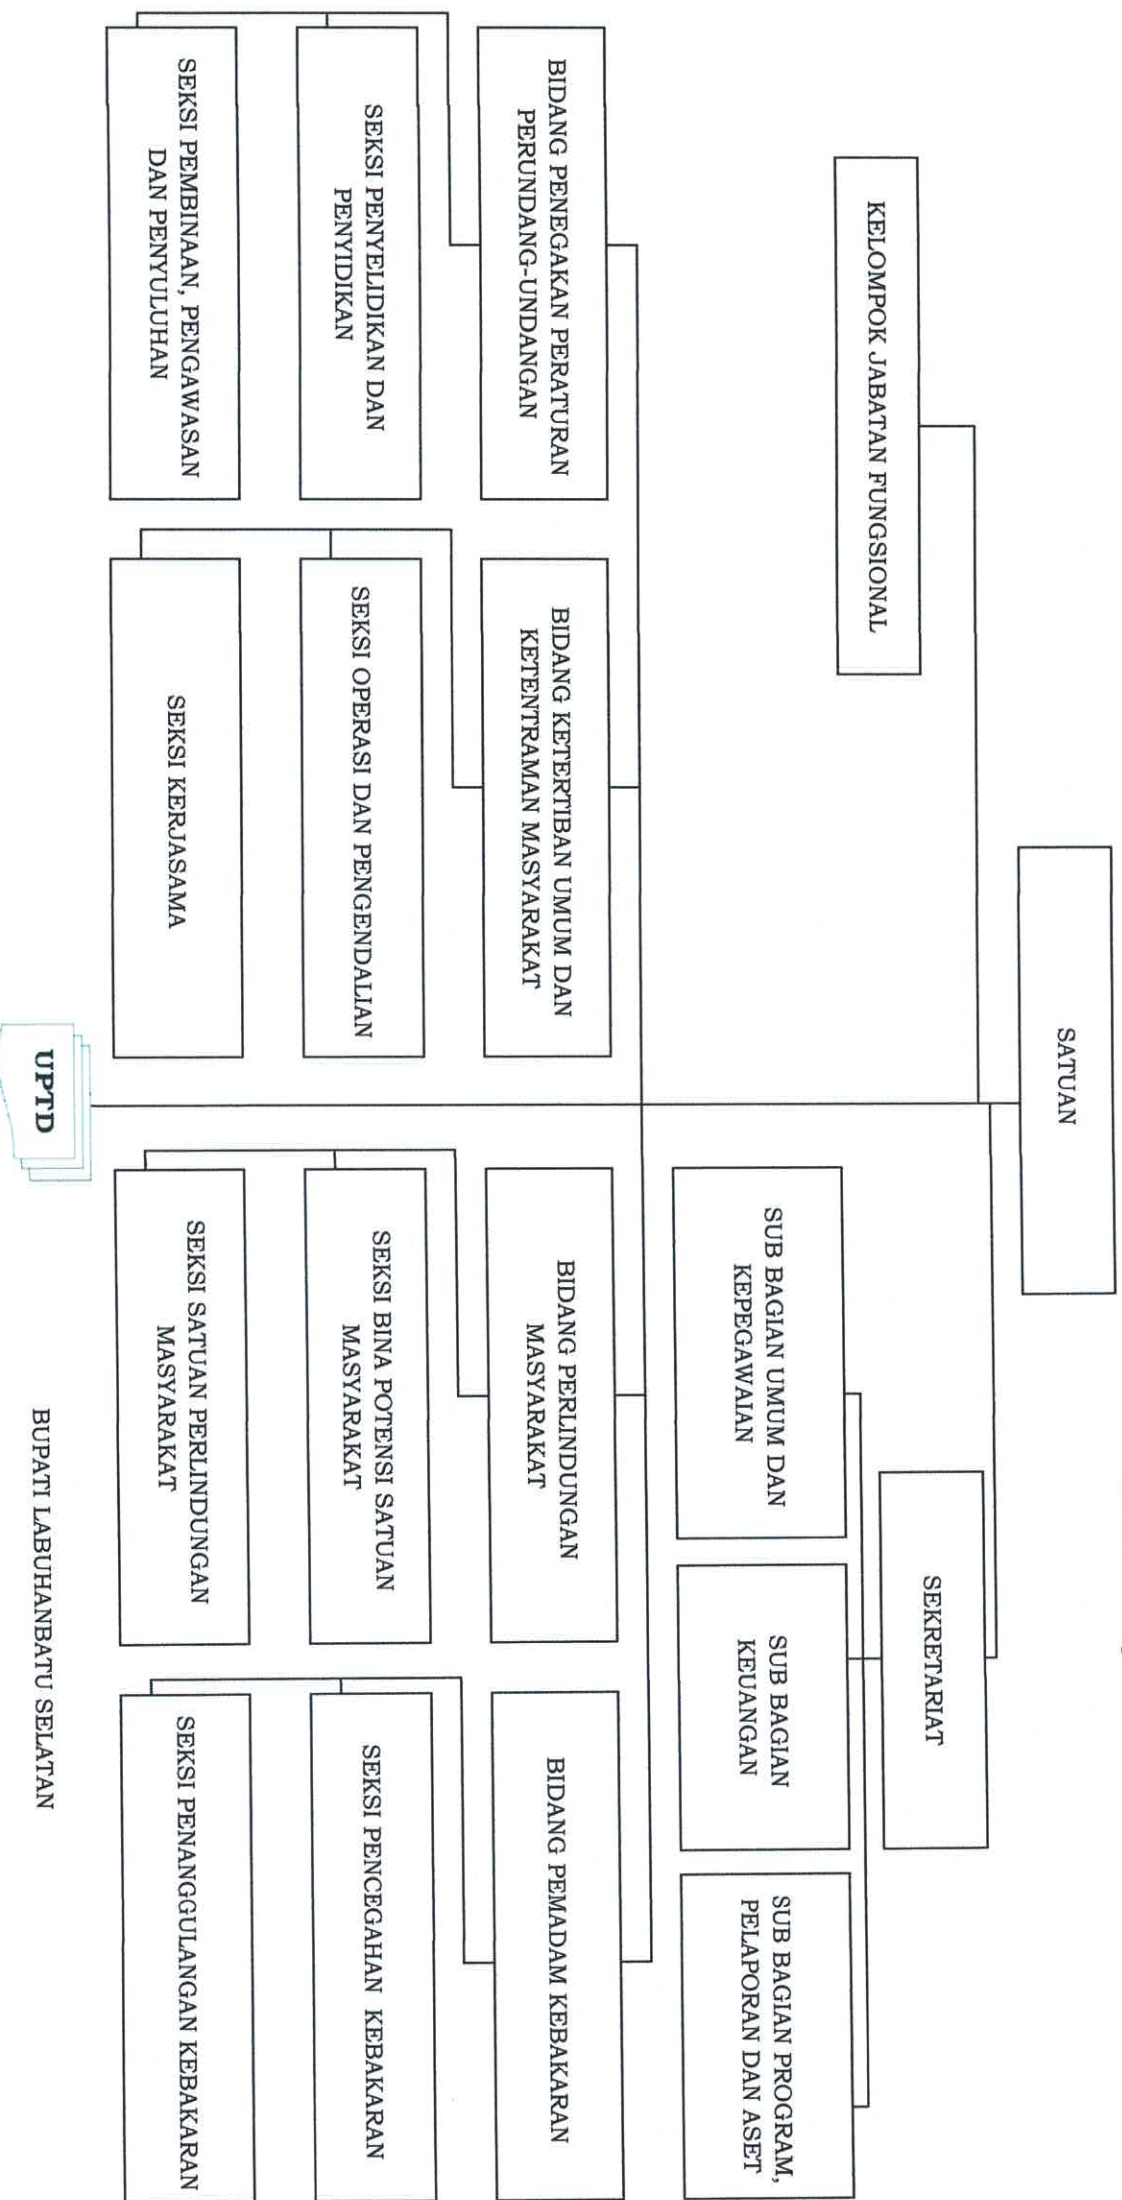 SATUAN
KELOMPOK JABATAN FUNGSIONAL
SEKRETARIAT
SUB BAGIAN UMUM DAN
KEPEGAWAIAN
SUB BAGIAN
KEUANGAN
SUB BAGIAN PROGRAM,
PELAPORAN DAN ASET
BIDANG PENEGAKAN PERATURAN
PERUNDANG-UNDANGAN
BIDANG KETERTIBAN UMUM DAN
KETENTRAMAN MASYARAKAT
BIDANG PERLINDUNGAN
MASYARAKAT
BIDANG PEMADAM KEBAKARAN
SEKSI PENYELIDIKAN DAN
PENYIDIKAN
SEKSI OPERASI DAN PENGENDALIAN
SEKSI BINA POTENSI SATUAN
MASYARAKAT
SEKSI PENCEGAHAN KEBAKARAN
SEKSI PEMBINAAN, PENGAWASAN
DAN PENYULUHAN
SEKSI KERJASAMA
SEKSI SATUAN PERLINDUNGAN
MASYARAKAT
SEKSI PENANGGULANGAN KEBAKARAN
UPTD
BUPATI LABUHANBATU SELATAN